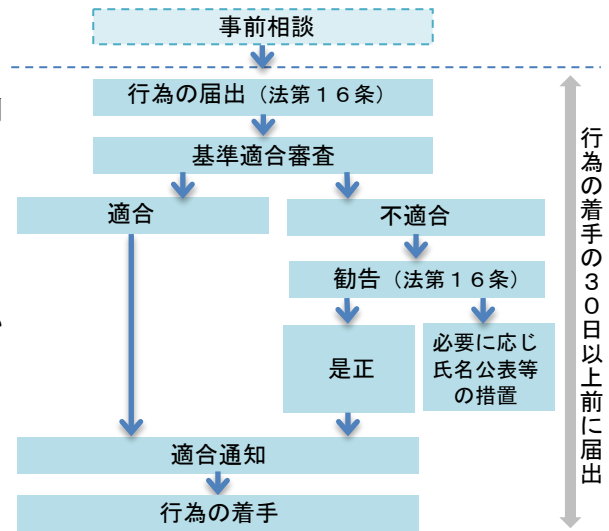 事前相談
行為の届出（法第１６条）
基準適合審査
適合
不適合
勧告（法第１６条）
是正
必要に応じ
氏名公表等
の措置
適合通知
行為の着手
行為の着手の３０日以上前に届出